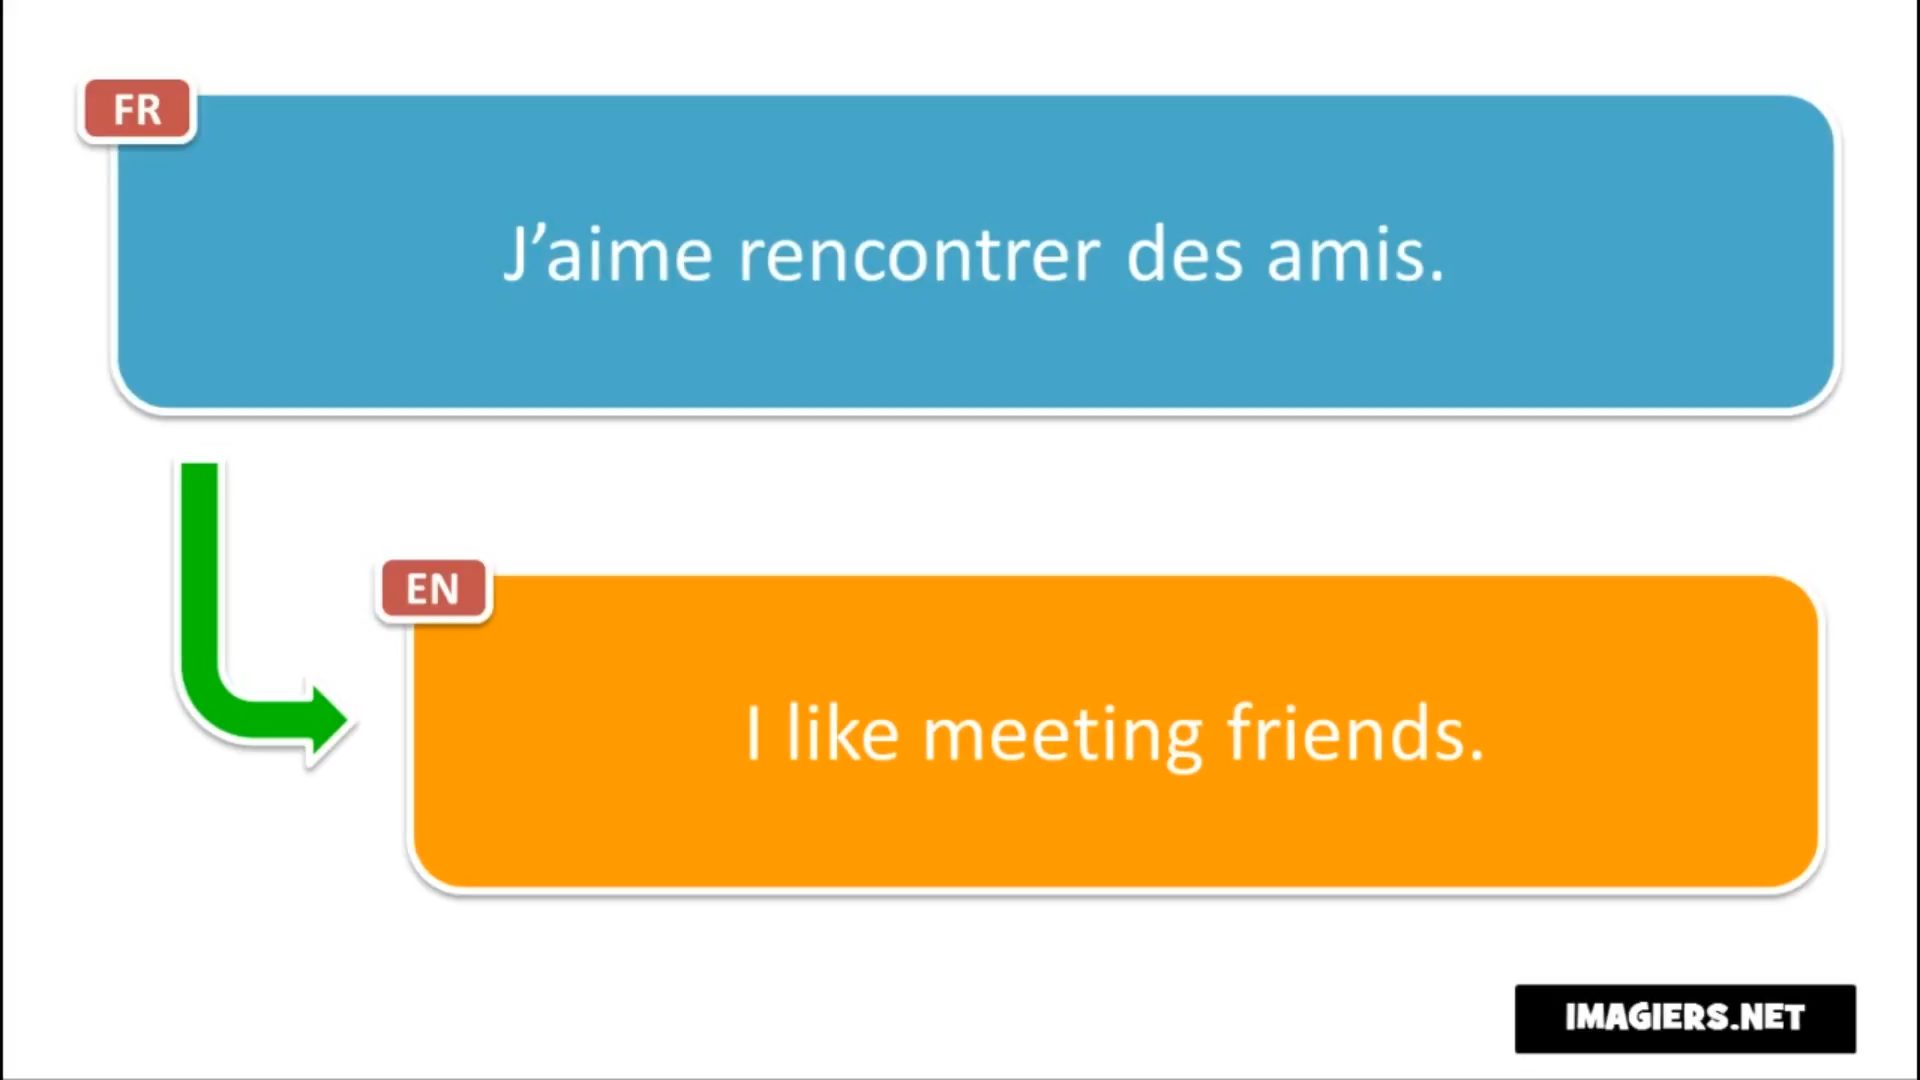 FR
J’aime rencontrer des amis.
EN
I like meeting friends.
IMAGIERS.NET